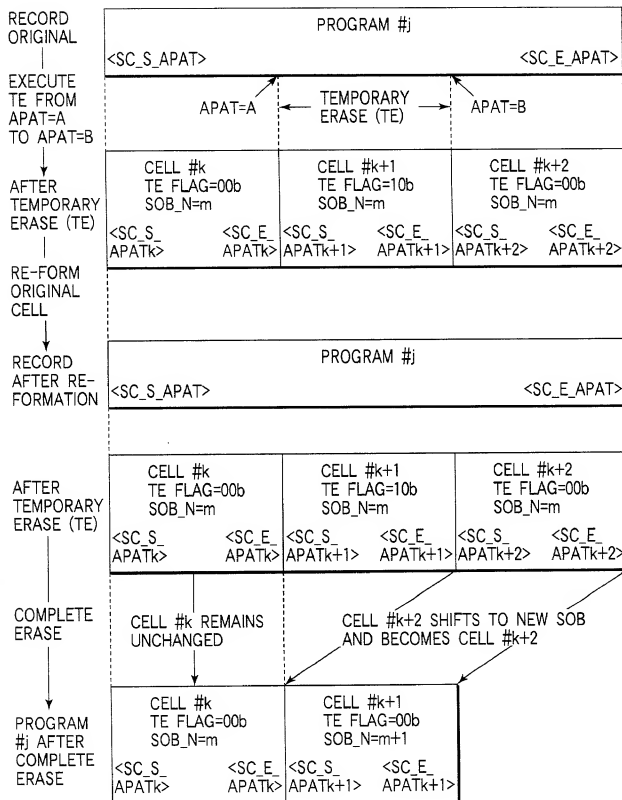 RECORD
ORIGINAL
PROGRAM #j
<SC_S_APAT>
<SC_E_APAT>
EXECUTE
TE FROM
APAT=A
TO APAT=B
APAT=A
TEMPORARY
ERASE (TE)
APAT=B
AFTER
TEMPORARY
ERASE (TE)
CELL #k
TE FLAG=00b
SOB_N=m
<SC_S_
APATk>
<SC_E_
APATk>
CELL #k+1
TE FLAG=10b
SOB_N=m
<SC_S_
APATk+1>
<SC_E_
APATk+1>
CELL #k+2
TE FLAG=00b
SOB_N=m
<SC_S_
APATk+2>
<SC_E_
APATk+2>
RE-FORM
ORIGINAL
CELL
RECORD
AFTER RE-
FORMATION
PROGRAM #j
<SC_S_APAT>
<SC_E_APAT>
AFTER
TEMPORARY
ERASE (TE)
CELL #k
TE FLAG=00b
SOB_N=m
<SC_S_
APATk>
<SC_E_
APATk>
CELL #k+1
TE FLAG=10b
SOB_N=m
<SC_S_
APATk+1>
<SC_E_
APATk+1>
CELL #k+2
TE FLAG=00b
SOB_N=m
<SC_S_
APATk+2>
<SC_E_
APATk+2>
COMPLETE
ERASE
CELL #k REMAINS
UNCHANGED
CELL #k+2 SHIFTS TO NEW SOB
AND BECOMES CELL #k+2
PROGRAM
#j AFTER
COMPLETE
ERASE
CELL #k
TE FLAG=00b
SOB_N=m
<SC_S_
APATk>
<SC_E_
APATk>
CELL #k+1
TE FLAG=00b
SOB_N=m+1
<SC_S_
APATk+1>
<SC_E_
APATk+1>